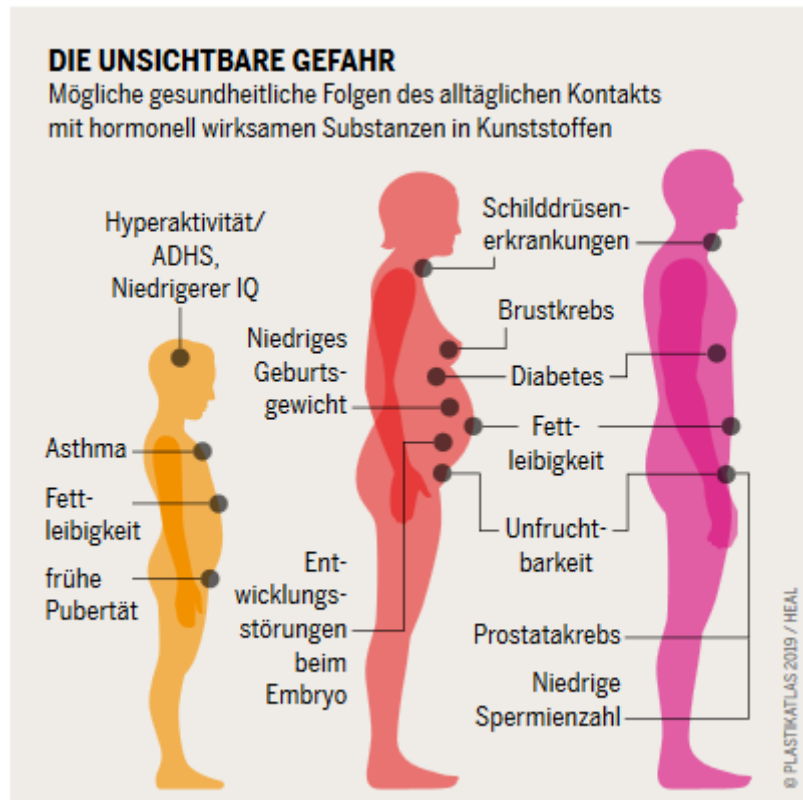 DIE UNSICHTBARE GEFAHR
Mögliche gesundheitliche Folgen des alltäglichen Kontakts
mit hormonell wirksamen Substanzen in Kunststoffen
Hyperaktivität/
ADHS,
Niedrigerer IQ
Asthma
Fett-
leibigkeit
frühe
Pubertät
Niedriges
Geburts-
gewicht
Ent-
wicklungs-
störungen
beim
Embryo
Schilddrüsen-
erkrankungen
Brustkrebs
Diabetes
Fett-
leibigkeit
Unfrucht-
barkeit
Prostatakrebs
Niedrige
Spermienzahl
© PLASTIKATLAS 2019 / HEAL